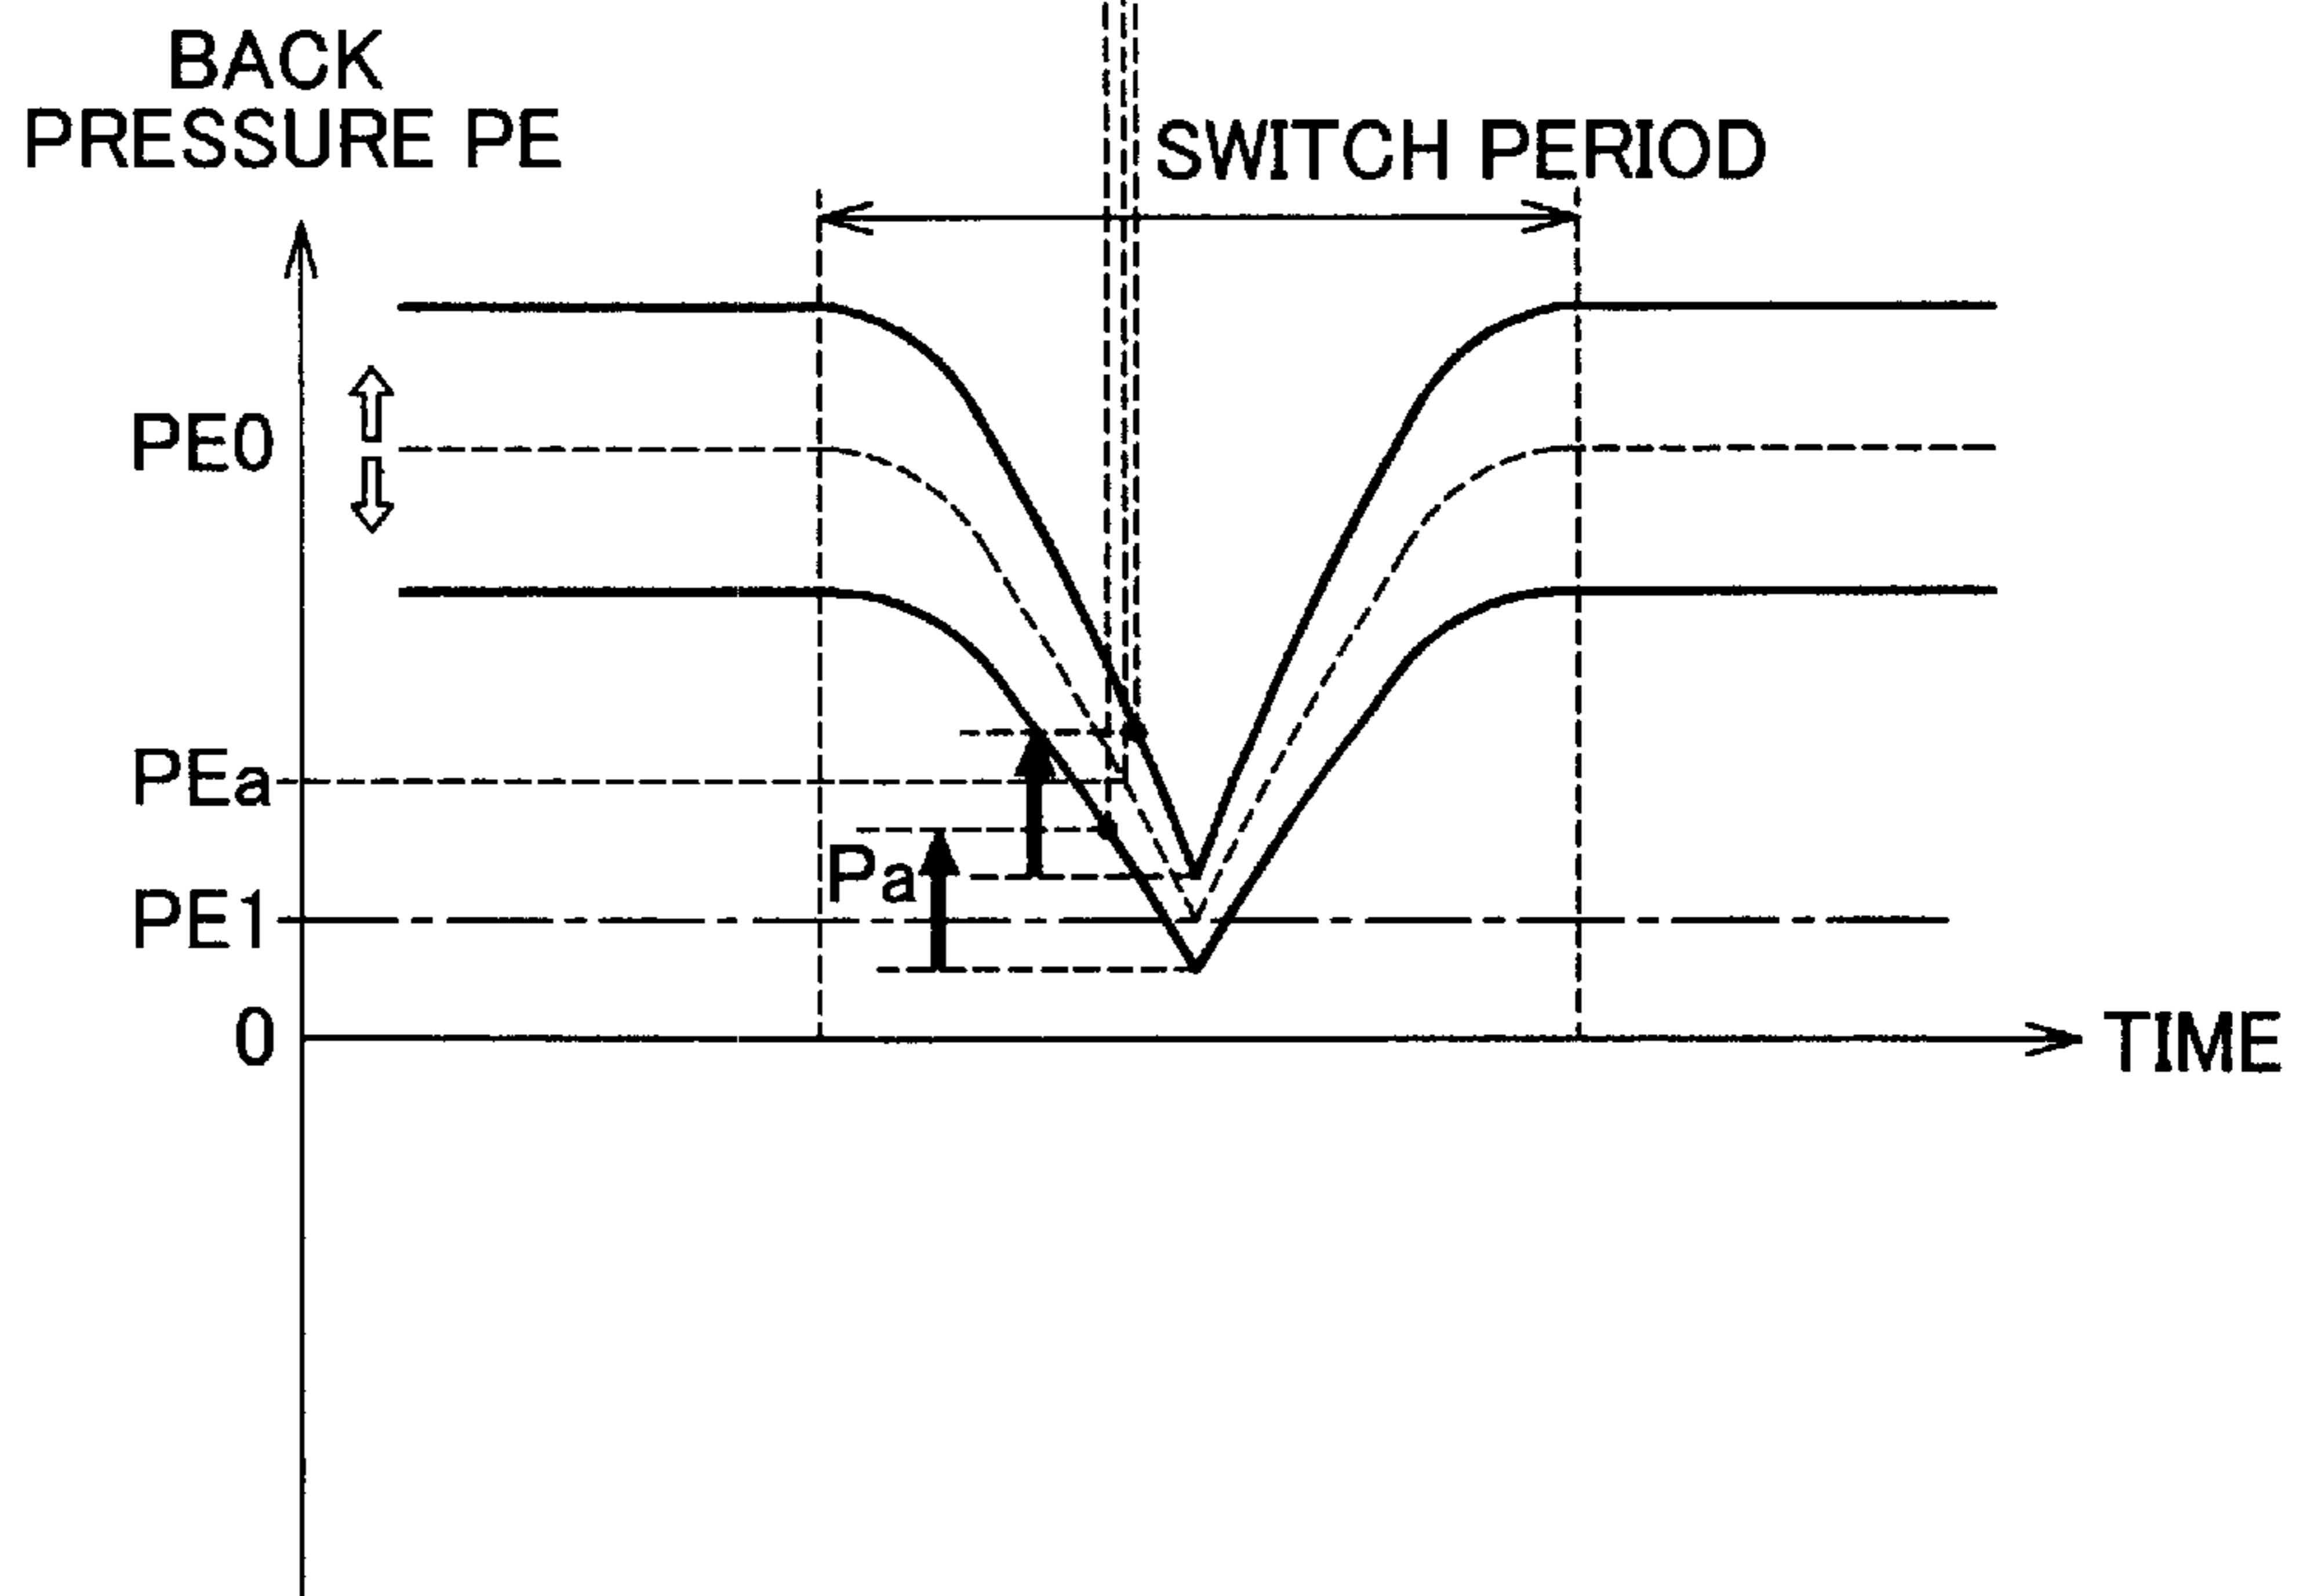 BACK
PRESSURE PE
SWITCH PERIOD
PE0
PEa
Pa
PE1
0
TIME